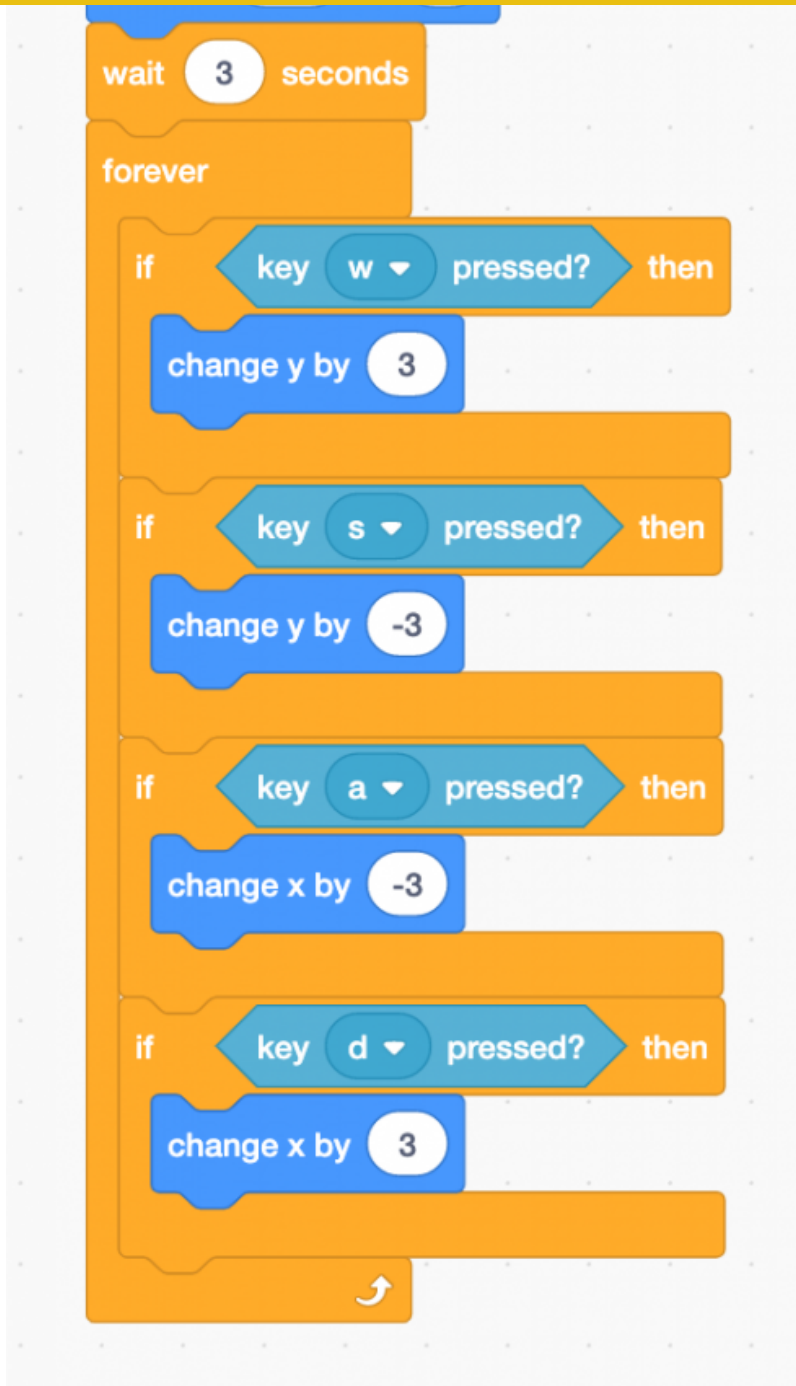 wait 3 seconds
forever
if key w pressed? then
change y by 3
if key s pressed? then
change y by -3
if key a pressed? then
change x by -3
if key d pressed? then
change x by 3